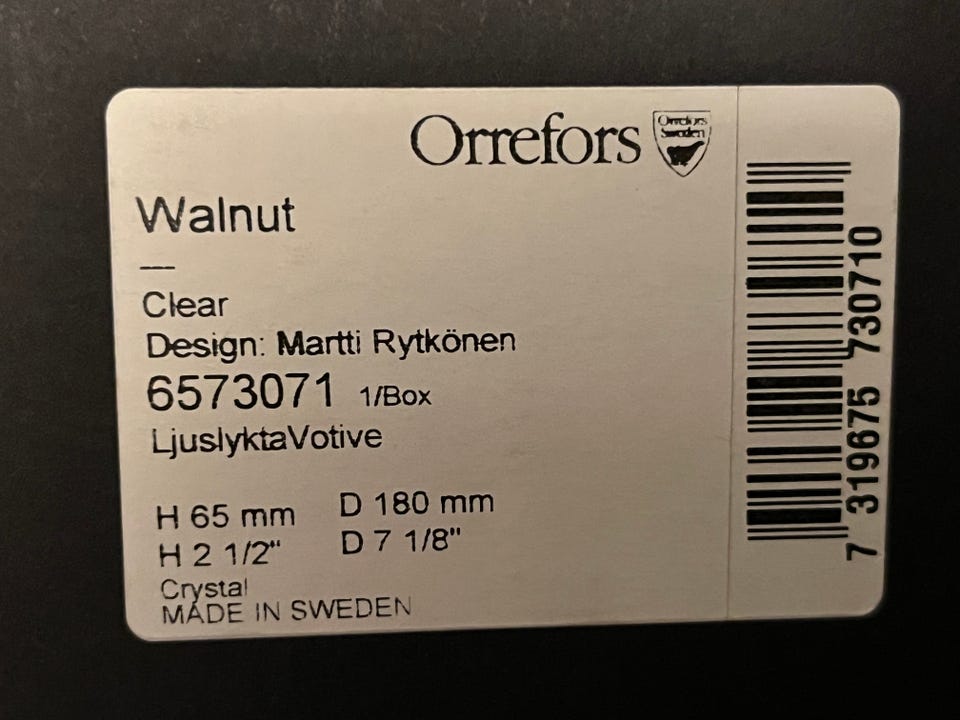 Orrefors
Orrefors
Sweden
Walnut
—
Clear
Design: Martti Rytkönen
6573071 1/Box
LjuslyktaVotive
H 65 mm D 180 mm
H 2 1/2" D 7 1/8"
Crystal
MADE IN SWEDEN
7 319675 730710